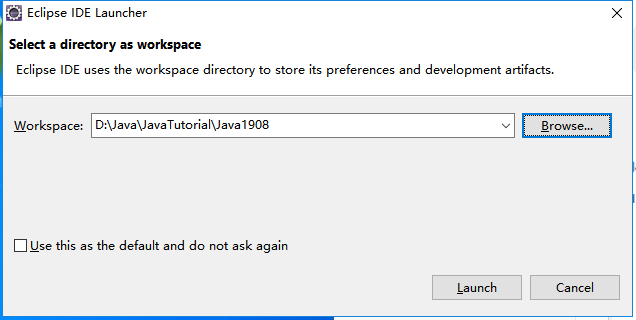 Eclipse IDE Launcher
Select a directory as workspace
Eclipse IDE uses the workspace directory to store its preferences and development artifacts.
Workspace: D:\Java\JavaTutorial\Java1908 Browse...
Use this as the default and do not ask again
Launch Cancel